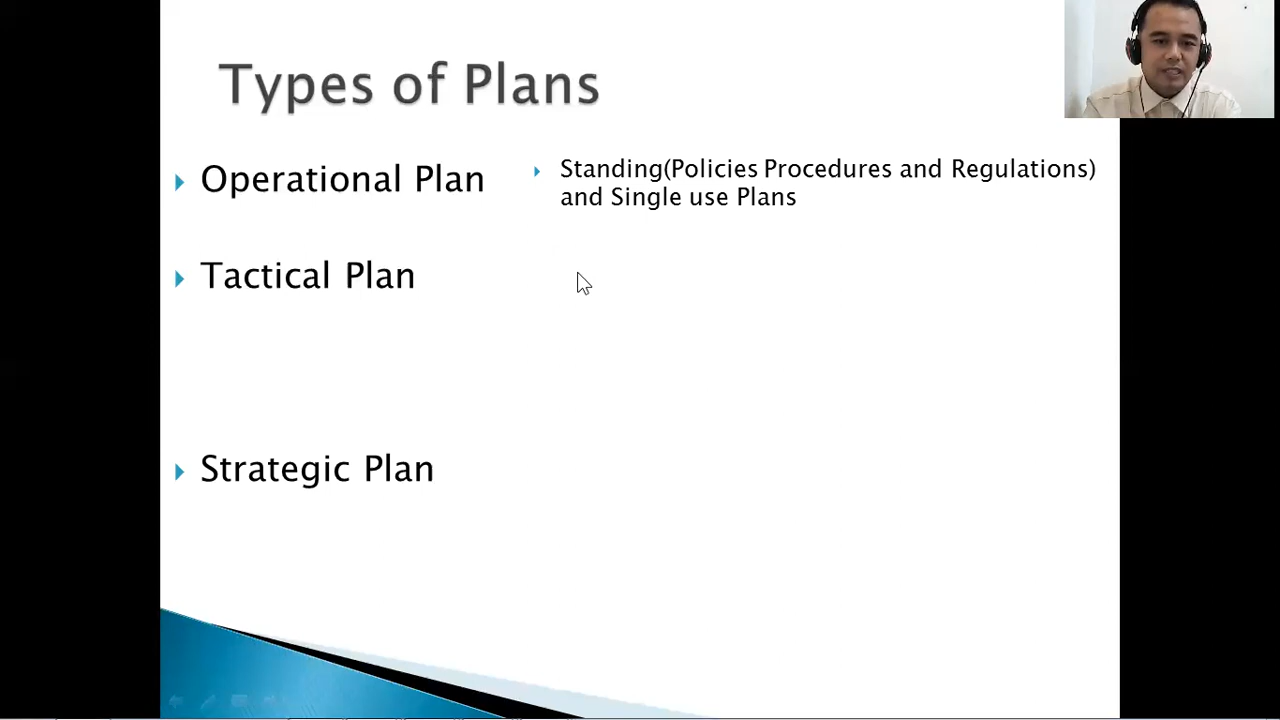 Types of Plans
Operational Plan
Standing(Policies Procedures and Regulations)
and Single use Plans
Tactical Plan
Strategic Plan